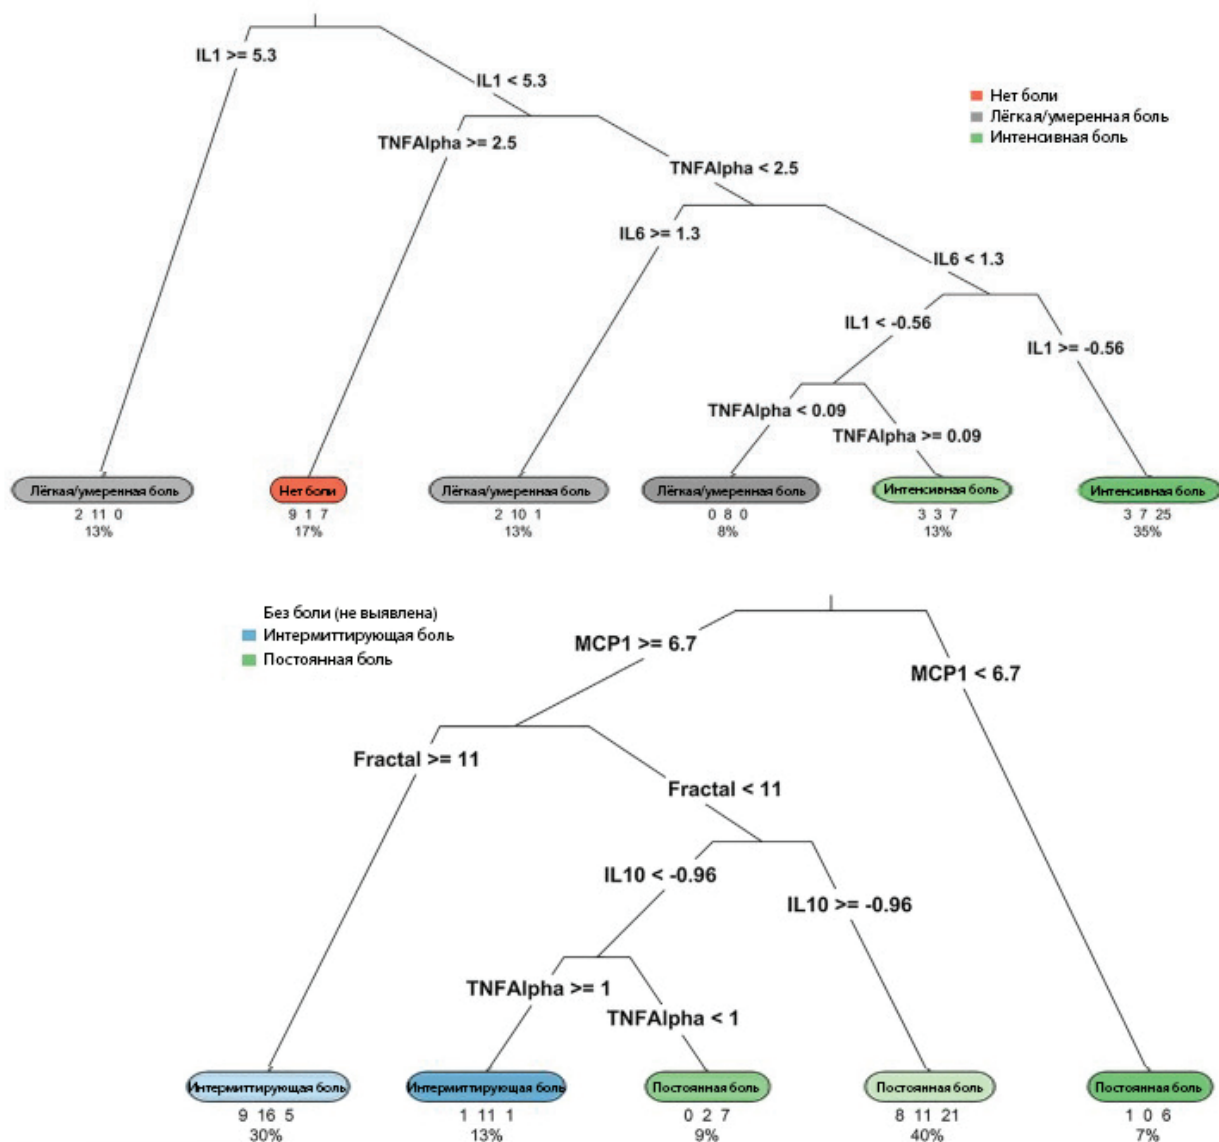 IL1 >= 5.3
IL1 < 5.3
Нет боли
Лёгкая/умеренная боль
Интенсивная боль
TNFAlpha >= 2.5
TNFAlpha < 2.5
IL6 >= 1.3
IL6 < 1.3
IL1 < -0.56
IL1 >= -0.56
TNFAlpha < 0.09
TNFAlpha >= 0.09
Лёгкая/умеренная боль
Нет боли
Лёгкая/умеренная боль
Лёгкая/умеренная боль
Интенсивная боль
Интенсивная боль
2 11 0
9 1 7
2 10 1
0 8 0
3 3 7
3 7 25
13%
17%
13%
8%
13%
35%
Без боли (не выявлена)
Интермиттирующая боль
Постоянная боль
MCP1 >= 6.7
MCP1 < 6.7
Fractal >= 11
Fractal < 11
IL10 < -0.96
IL10 >= -0.96
TNFAlpha >= 1
TNFAlpha < 1
Интермиттирующая боль
Интермиттирующая боль
Постоянная боль
Постоянная боль
Постоянная боль
9 16 5
1 11 1
0 2 7
8 11 21
1 0 6
30%
13%
9%
40%
7%